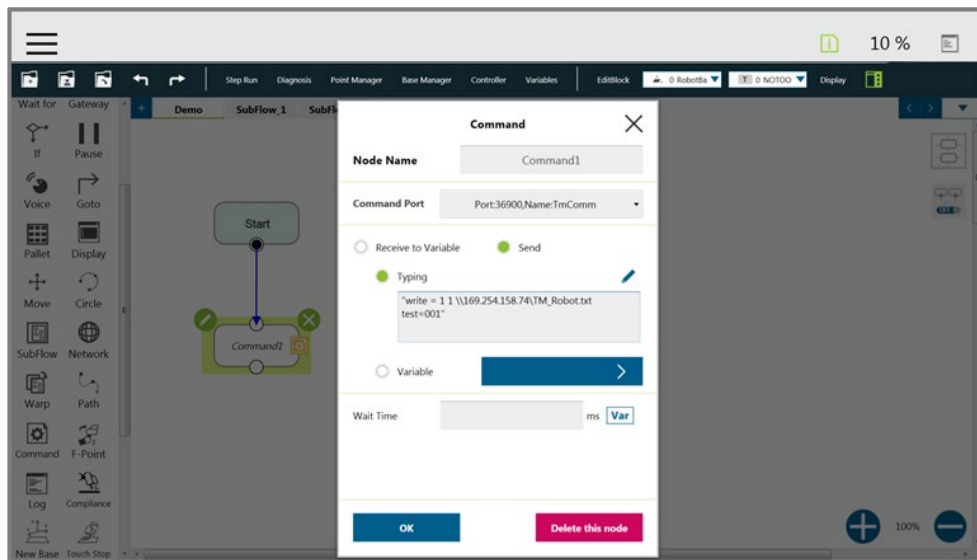 10 %
Step Run Diagnosis Point Manager Base Manager Controller Variables EditBlock 0 RobotBa T 0 NOTOO Display
Wait for Gateway
+ Demo SubFlow_1 SubFl
If Pause
Voice Goto
Pallet Display
Move Circle
SubFlow Network
Warp Path
Command F-Point
Log Compliance
New Base Touch Stop
Start
Command1
Command
Node Name Command1
Command Port Port:36900,Name:TmComm
Receive to Variable Send
Typing
"write = 1 1 \\169.254.158.74\TM_Robot.txt
test=001"
Variable
Wait Time ms Var
OK Delete this node
OFF
100%